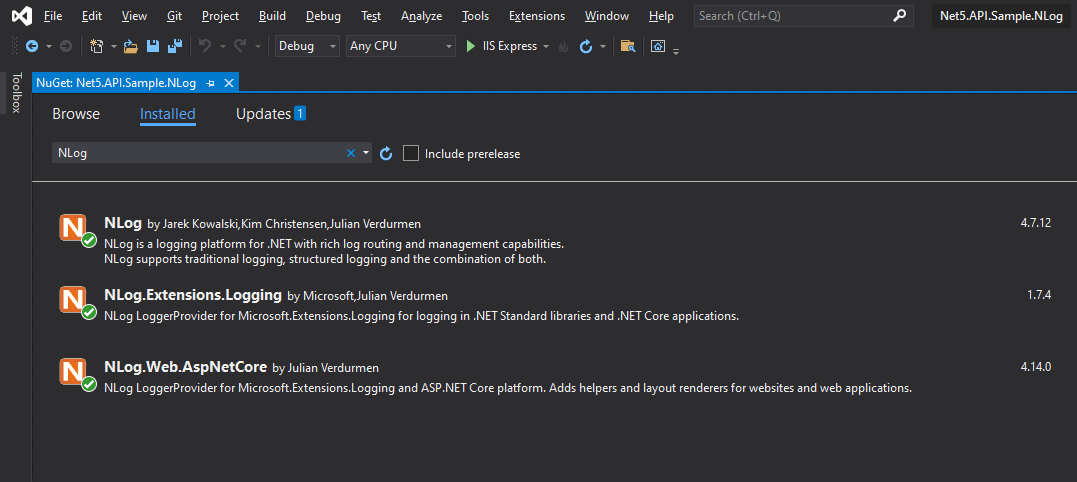 File Edit View Git Project Build Debug Test Analyze Tools Extensions Window Help Search (Ctrl+Q) Net5.API.Sample.NLog
Debug Any CPU IIS Express
Toolbox
NuGet: Net5.API.Sample.NLog
Browse Installed Updates 1
NLog Include prerelease
N NLog by Jarek Kowalski,Kim Christensen,Julian Verdurmen 4.7.12
NLog is a logging platform for .NET with rich log routing and management capabilities.
NLog supports traditional logging, structured logging and the combination of both.
N NLog.Extensions.Logging by Microsoft,Julian Verdurmen 1.7.4
NLog LoggerProvider for Microsoft.Extensions.Logging for logging in .NET Standard libraries and .NET Core applications.
N NLog.Web.AspNetCore by Julian Verdurmen 4.14.0
NLog LoggerProvider for Microsoft.Extensions.Logging and ASP.NET Core platform. Adds helpers and layout renderers for websites and web applications.